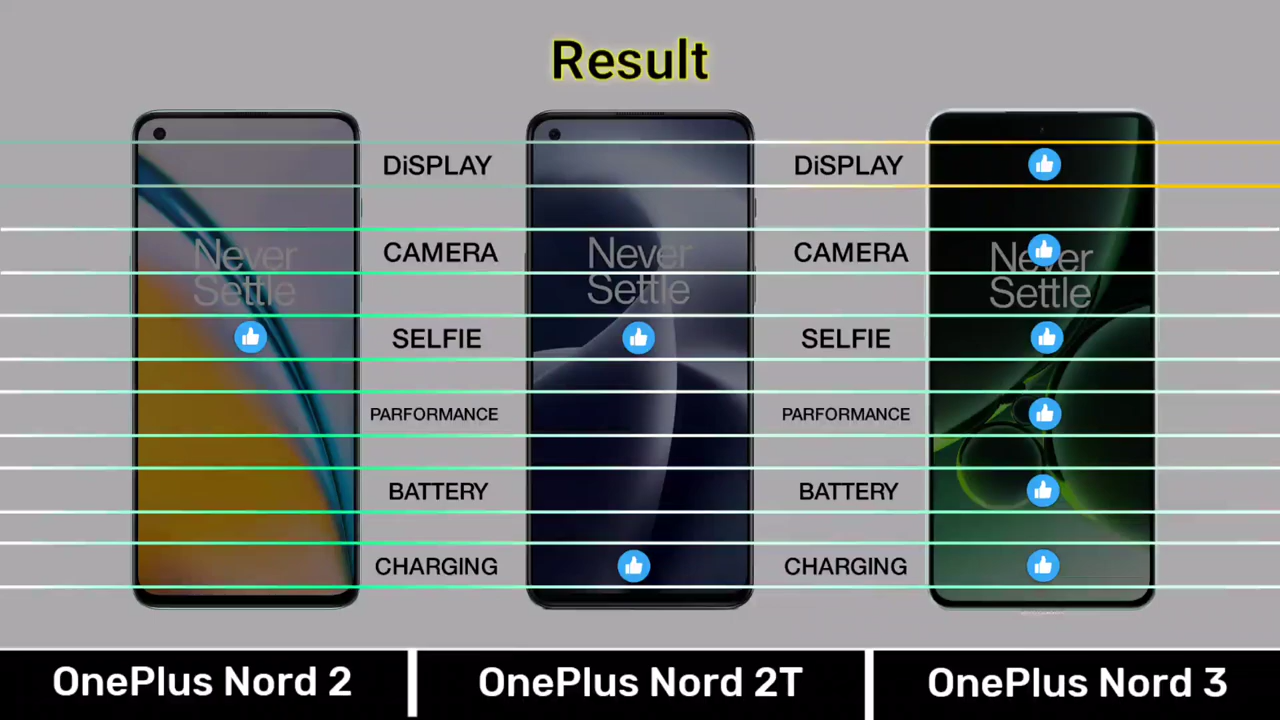 Result
DiSPLAY DiSPLAY
Never Never Never
CAMERA CAMERA
Settle Settle Settle
SELFIE SELFIE
PARFORMANCE PARFORMANCE
BATTERY BATTERY
CHARGING CHARGING
OnePlus Nord 2 OnePlus Nord 2T OnePlus Nord 3